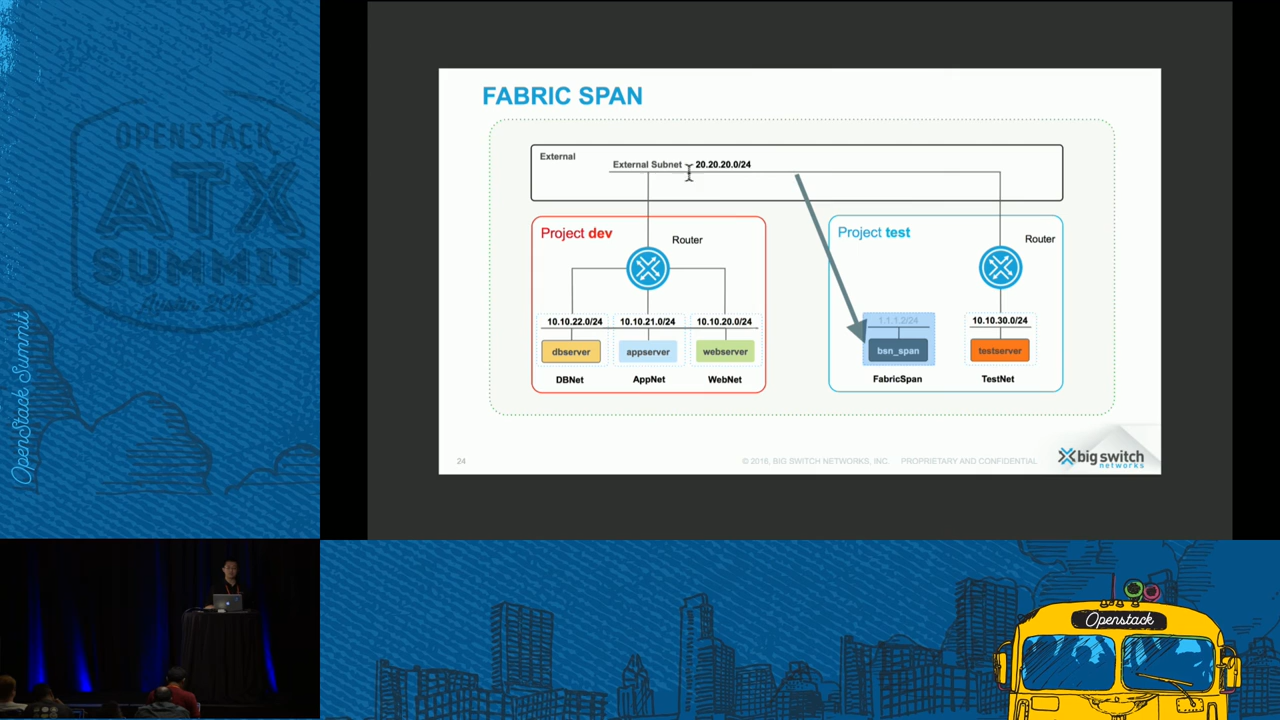 OPENSTACK
ATX
SUMMIT
Austin 2016
OpenStack Summit
FABRIC SPAN
External
External Subnet - 20.20.20.0/24
Project dev
Router
10.10.22.0/24
10.10.21.0/24
10.10.20.0/24
dbserver
appserver
webserver
DBNet
AppNet
WebNet
Project test
Router
1.1.1.2/24
10.10.30.0/24
bsn_span
testserver
FabricSpan
TestNet
24
© 2016, BIG SWITCH NETWORKS, INC. PROPRIETARY AND CONFIDENTIAL
big switch
networks
Openstack